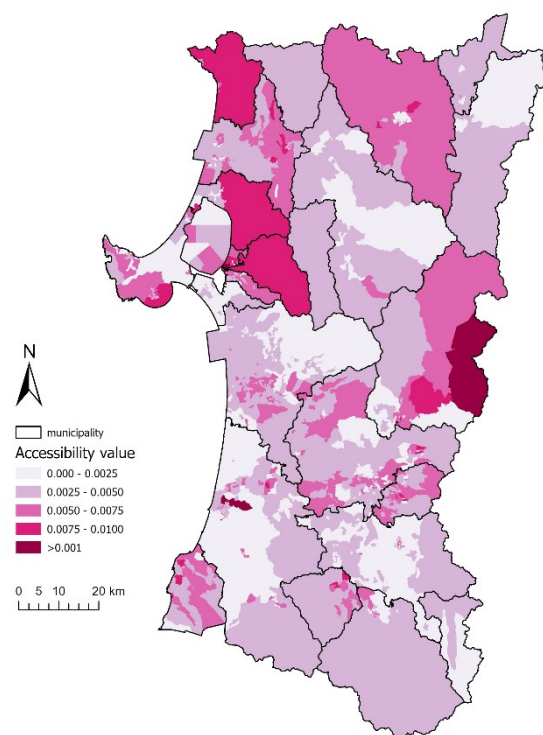 N
municipality
Accessibility value
0.000 - 0.0025
0.0025 - 0.0050
0.0050 - 0.0075
0.0075 - 0.0100
>0.001
0 5 10 20 km